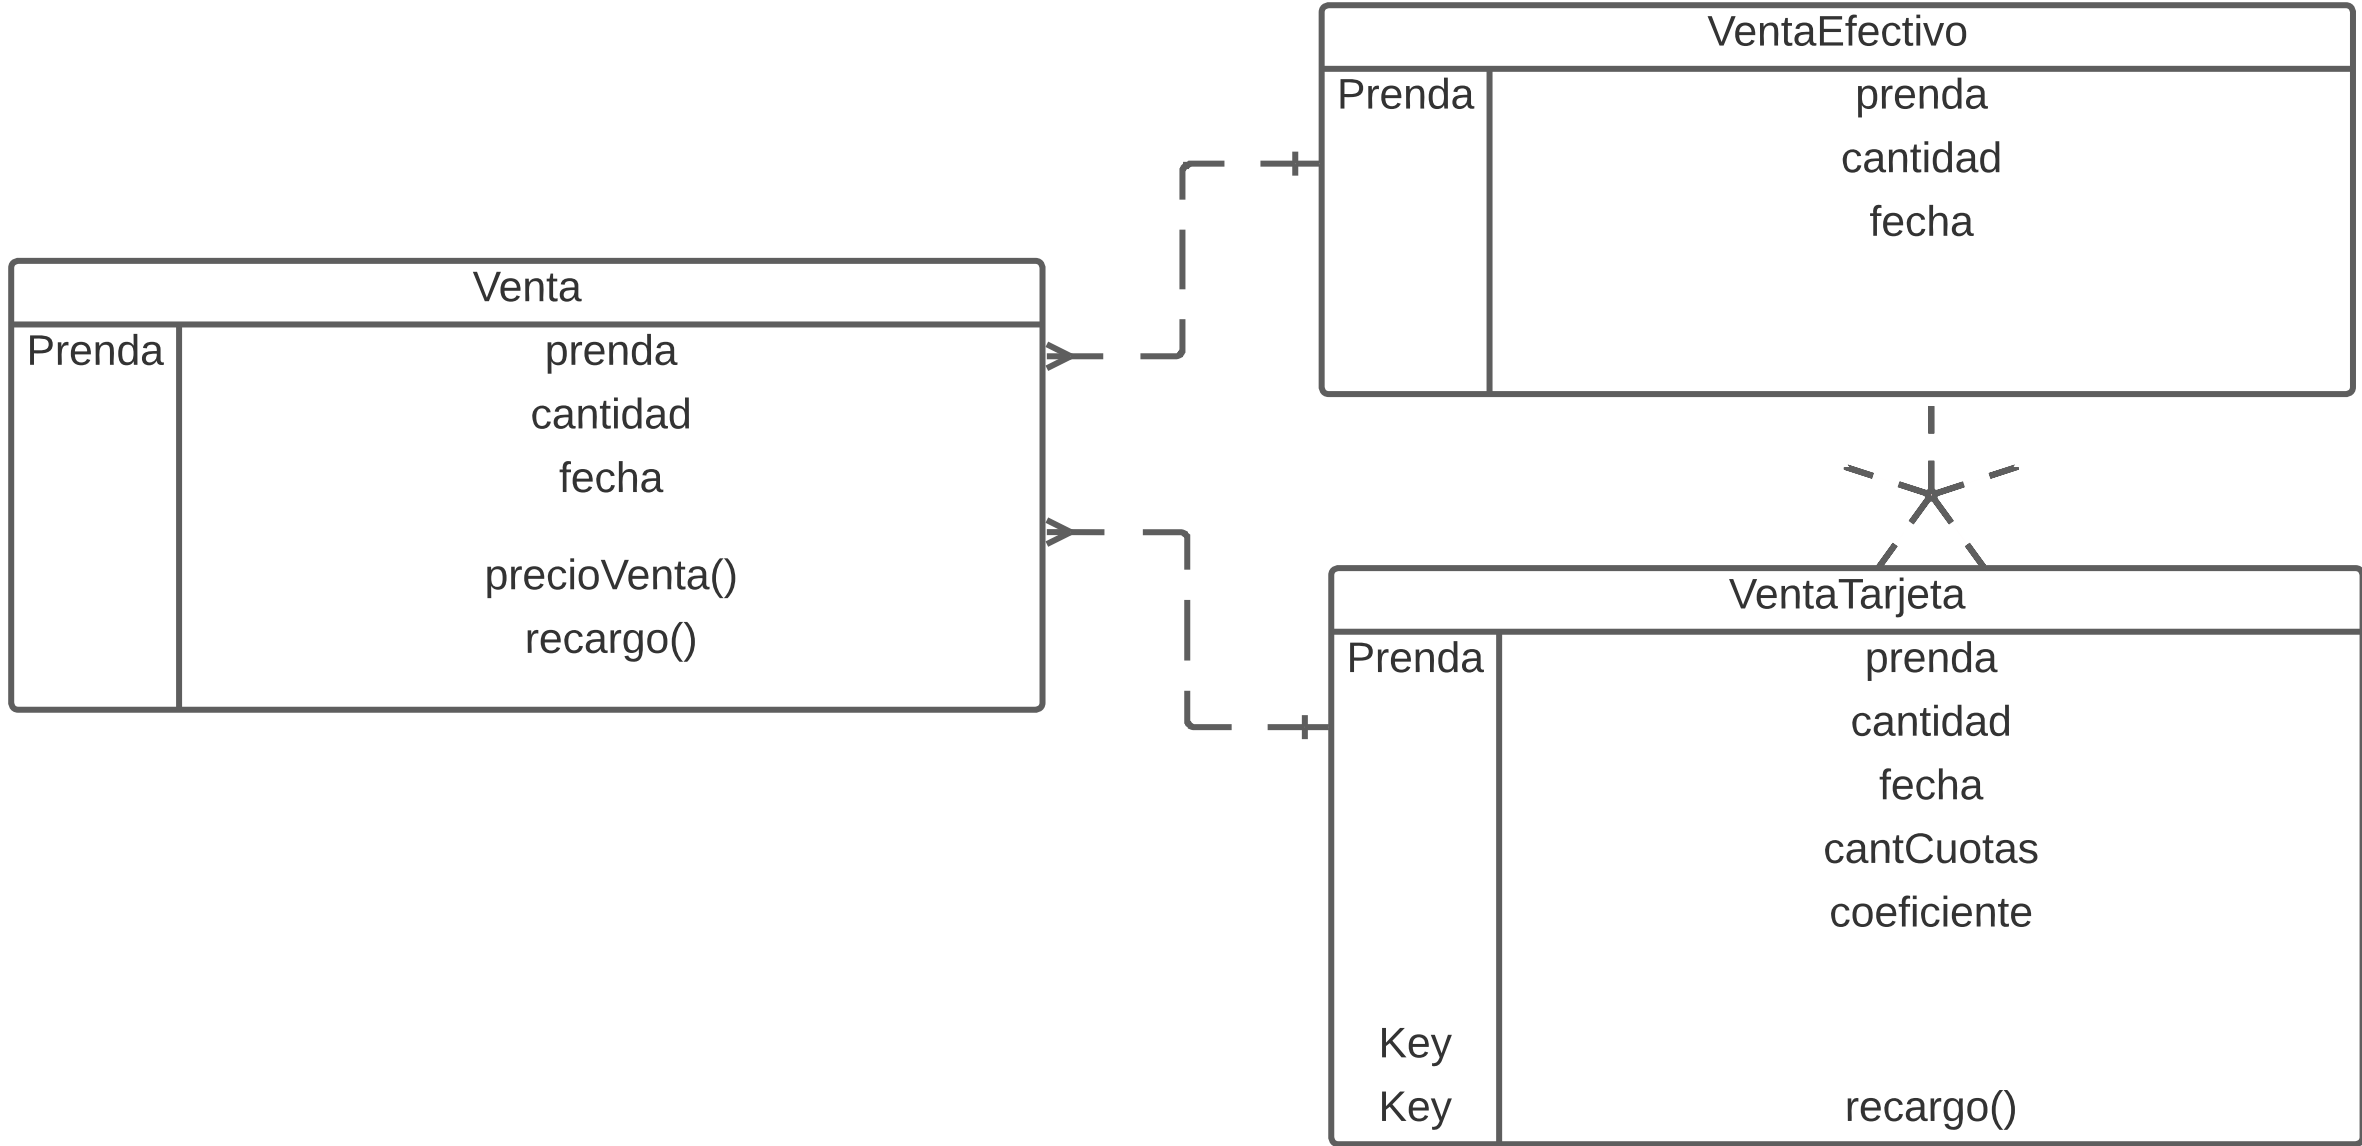 VentaEfectivo
Prenda prenda
cantidad
fecha
Venta
Prenda prenda
cantidad
fecha
precioVenta()
recargo()
VentaTarjeta
Prenda prenda
cantidad
fecha
cantCuotas
coeficiente
Key
Key recargo()